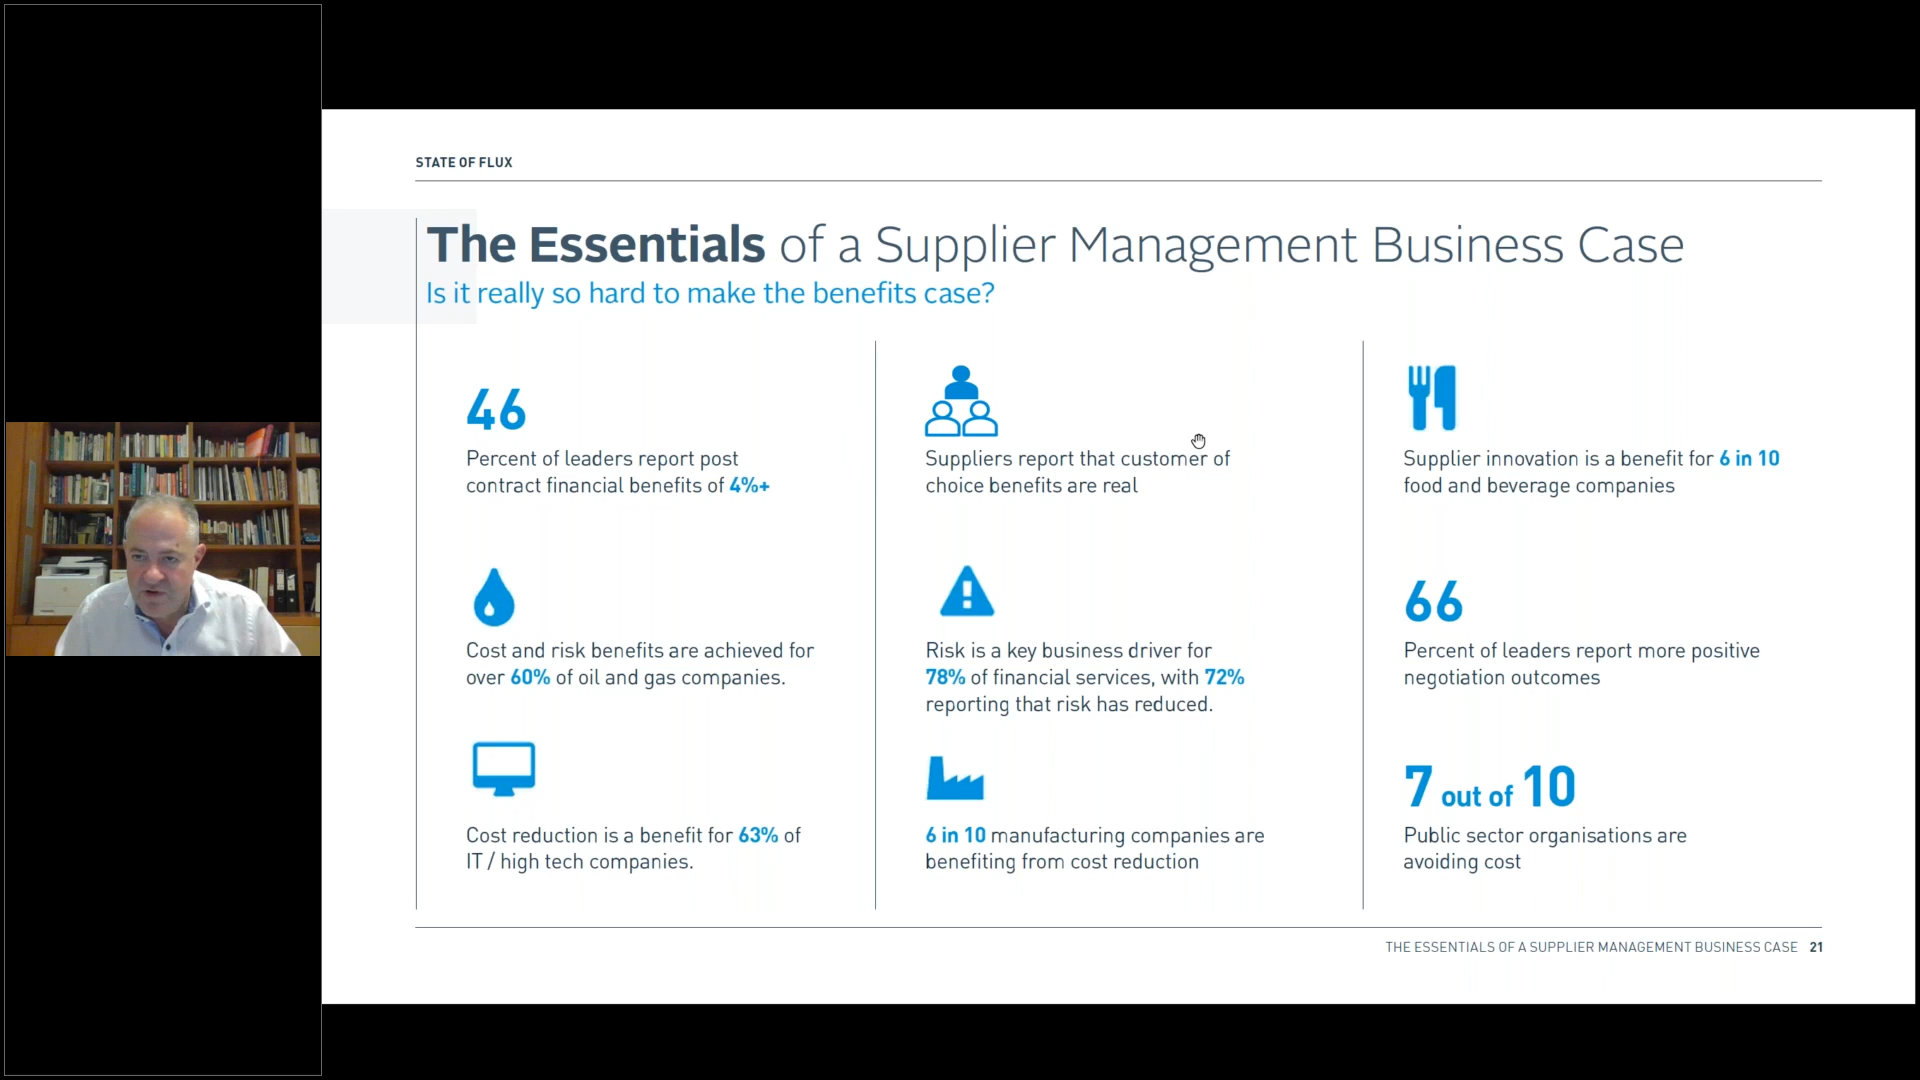 STATE OF FLUX
The Essentials of a Supplier Management Business Case
Is it really so hard to make the benefits case?
46
Percent of leaders report post
contract financial benefits of 4%+
Cost and risk benefits are achieved for
over 60% of oil and gas companies.
Cost reduction is a benefit for 63% of
IT / high tech companies.
Suppliers report that customer of
choice benefits are real
Risk is a key business driver for
78% of financial services, with 72%
reporting that risk has reduced.
6 in 10 manufacturing companies are
benefiting from cost reduction
Supplier innovation is a benefit for 6 in 10
food and beverage companies
66
Percent of leaders report more positive
negotiation outcomes
7 out of 10
Public sector organisations are
avoiding cost
THE ESSENTIALS OF A SUPPLIER MANAGEMENT BUSINESS CASE 21